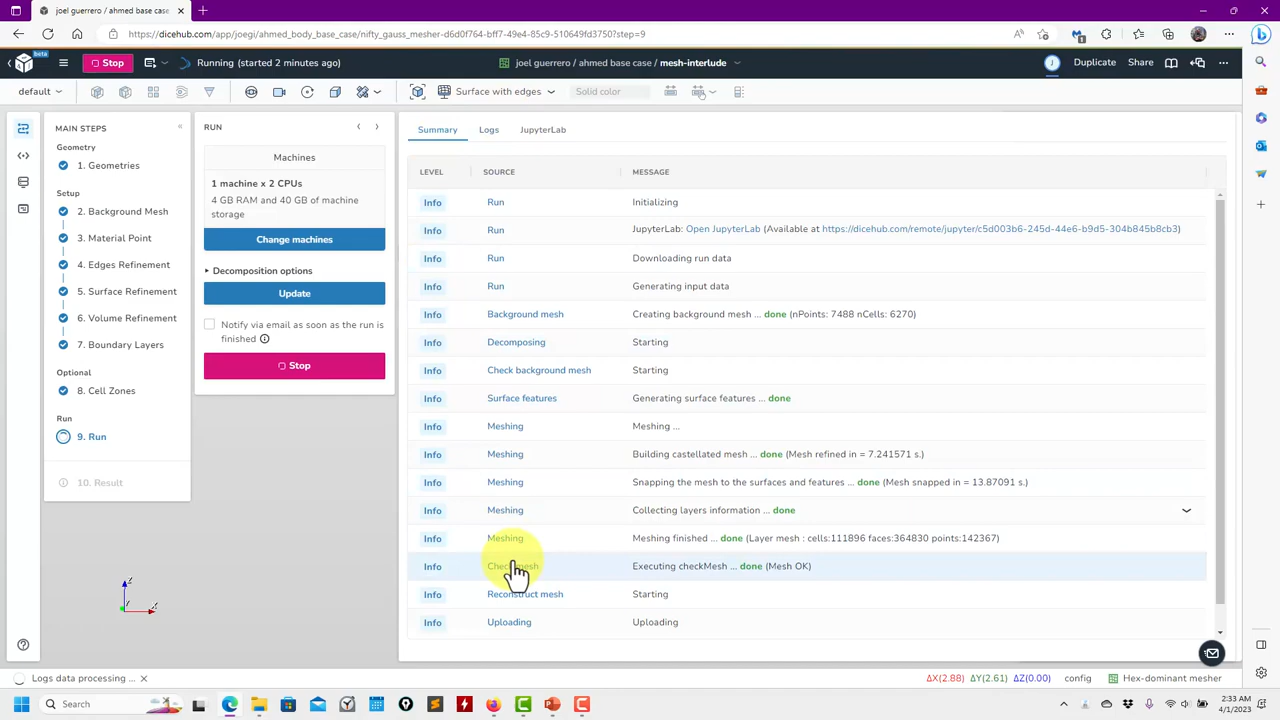 joel guerrero / ahmed base case
https://dicehub.com/app/joegi/ahmed_body_base_case/nifty_gauss_mesher-d6d0f764-bff7-49e4-85c9-510649fd3750?step=9
beta
Stop
Running (started 2 minutes ago)
joel guerrero / ahmed base case / mesh-interlude
J
Duplicate
Share
default
Surface with edges
Solid color
MAIN STEPS
Geometry
1. Geometries
Setup
2. Background Mesh
3. Material Point
4. Edges Refinement
5. Surface Refinement
6. Volume Refinement
7. Boundary Layers
Optional
8. Cell Zones
Run
9. Run
10. Result
RUN
Machines
1 machine x 2 CPUs
4 GB RAM and 40 GB of machine
storage
Change machines
Decomposition options
Update
Notify via email as soon as the run is
finished
Stop
Summary Logs JupyterLab
LEVEL SOURCE MESSAGE
Info Run Initializing
Info Run JupyterLab: Open JupyterLab (Available at https://dicehub.com/remote/jupyter/c5d003b6-245d-44e6-b9d5-304b845b8cb3)
Info Run Downloading run data
Info Run Generating input data
Info Background mesh Creating background mesh ... done (nPoints: 7488 nCells: 6270)
Info Decomposing Starting
Info Check background mesh Starting
Info Surface features Generating surface features ... done
Info Meshing Meshing ...
Info Meshing Building castellated mesh ... done (Mesh refined in = 7.241571 s.)
Info Meshing Snapping the mesh to the surfaces and features ... done (Mesh snapped in = 13.87091 s.)
Info Meshing Collecting layers information ... done
Info Meshing Meshing finished ... done (Layer mesh : cells:111896 faces:364830 points:142367)
Info Check mesh Executing checkMesh ... done (Mesh OK)
Info Reconstruct mesh Starting
Info Uploading Uploading
Logs data processing ...
ΔX(2.88) ΔY(2.61) ΔZ(0.00) config Hex-dominant mesher
Search
2:33 AM
4/1/2023